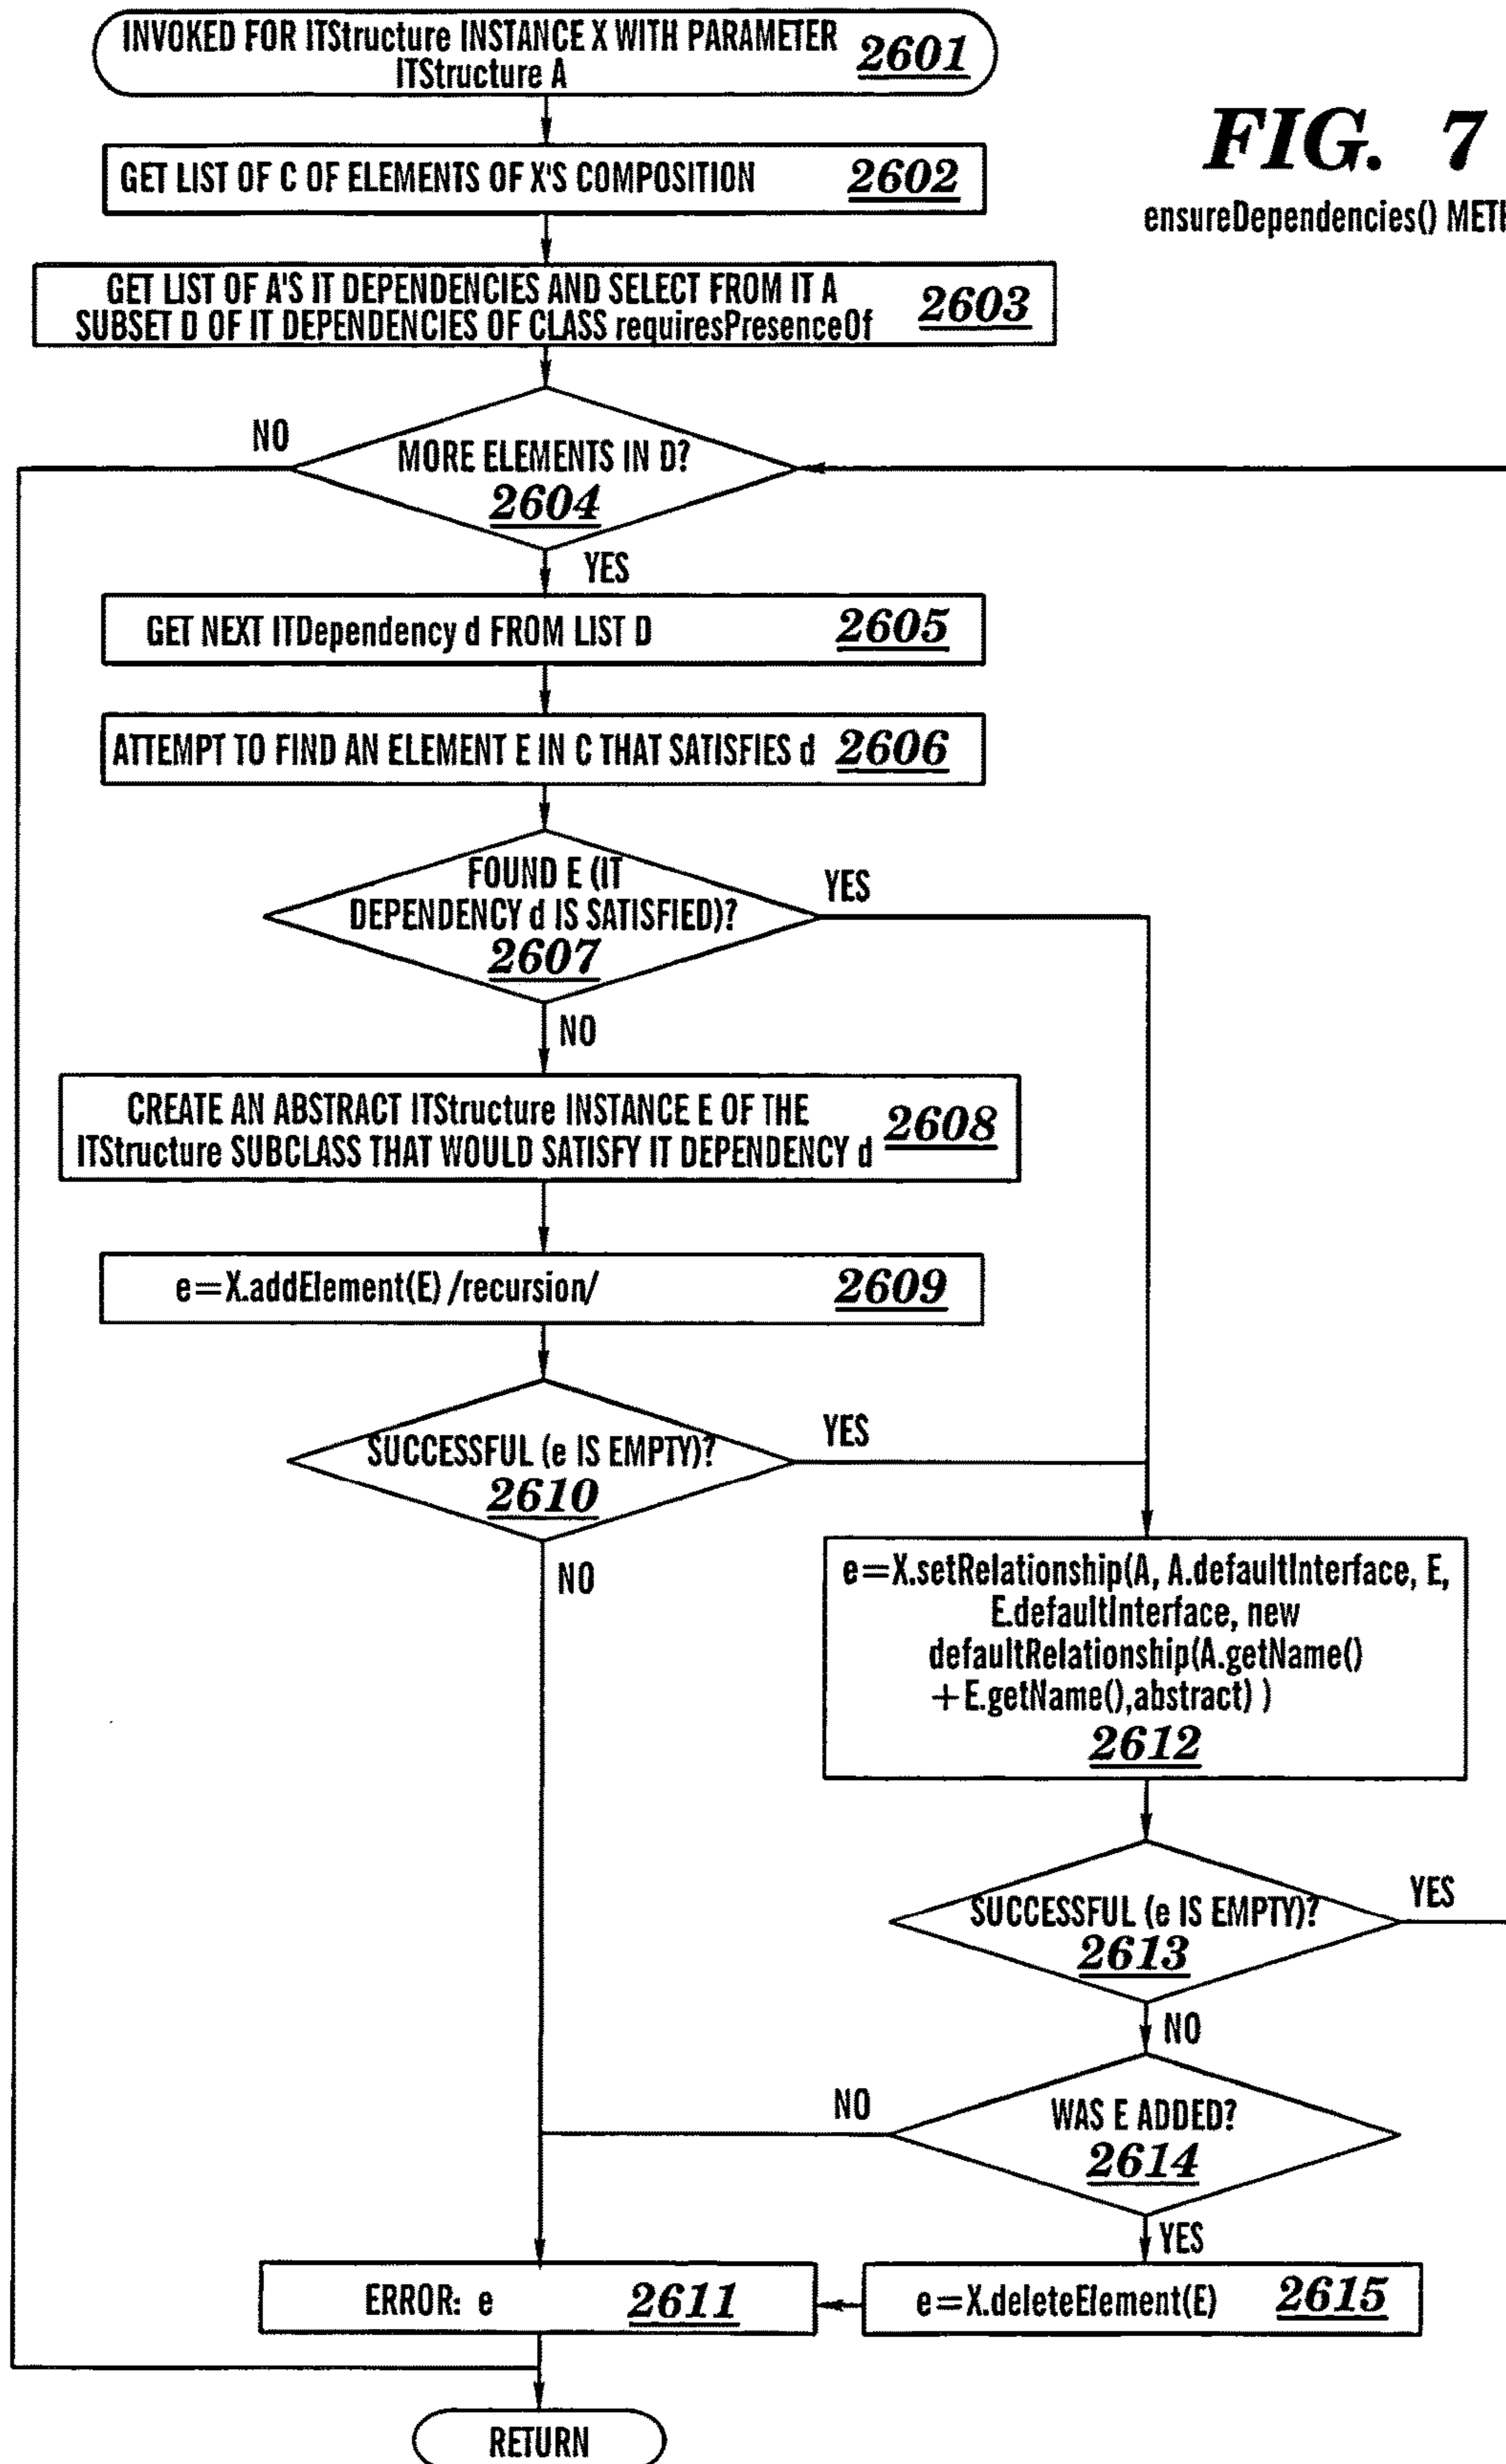 INVOKED FOR ITStructure INSTANCE X WITH PARAMETER
ITStructure A
2601
FIG. 7
ensureDependencies()
GET LIST OF C OF ELEMENTS OF X'S COMPOSITION 2602
GET LIST OF A'S IT DEPENDENCIES AND SELECT FROM IT A
SUBSET D OF IT DEPENDENCIES OF CLASS requiresPresenceOf
2603
NO
MORE ELEMENTS IN D?
2604
YES
GET NEXT ITDependency d FROM LIST D 2605
ATTEMPT TO FIND AN ELEMENT E IN C THAT SATISFIES d 2606
FOUND E (IT
DEPENDENCY d IS SATISFIED)?
2607
YES
NO
CREATE AN ABSTRACT ITStructure INSTANCE E OF THE
ITStructure SUBCLASS THAT WOULD SATISFY IT DEPENDENCY d
2608
e=X.addElement(E) /recursion/ 2609
SUCCESSFUL (e IS EMPTY)?
2610
YES
NO
e=X.setRelationship(A, A.defaultInterface, E,
E.defaultInterface, new
defaultRelationship(A.getName()
+E.getName(),abstract) )
2612
SUCCESSFUL (e IS EMPTY)?
2613
YES
NO
WAS E ADDED?
2614
NO
YES
ERROR: e 2611
e=X.deleteElement(E) 2615
RETURN